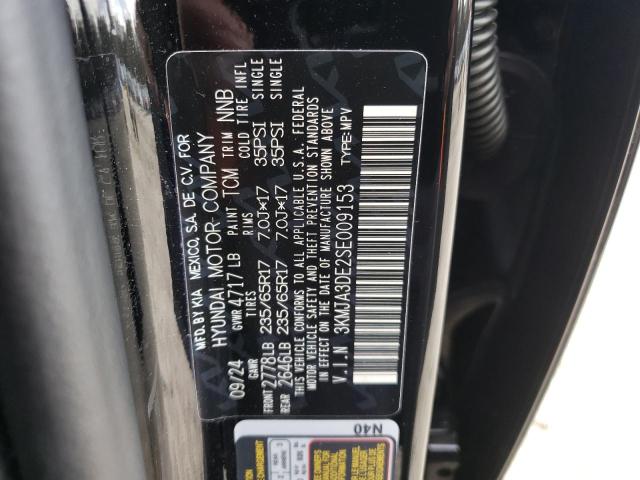 MFD. BY KIA MEXICO, S.A. DE C.V. FOR
HYUNDAI MOTOR COMPANY
09/24 GVWR 4717 LB PAINT TCM TRIM NNB
GAWR TIRES RIMS COLD TIRE INFL
FRONT 2778LB 235/65R17 7.0J*17 35PSI SINGLE
REAR 2646LB 235/65R17 7.0J*17 35PSI SINGLE
THIS VEHICLE CONFORMS TO ALL APPLICABLE U.S.A. FEDERAL
MOTOR VEHICLE SAFETY AND THEFT PREVENTION STANDARDS
IN EFFECT ON THE DATE OF MANUFACTURE SHOWN ABOVE
V.I.N 3KMJA3DE2SE009153 TYPE:MPV
N40